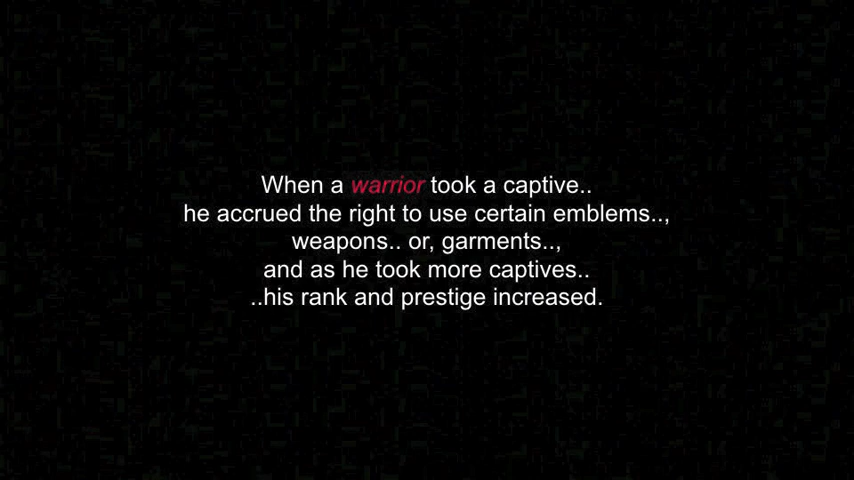 When a warrior took a captive..
he accrued the right to use certain emblems..,
weapons.. or, garments..,
and as he took more captives..
..his rank and prestige increased.